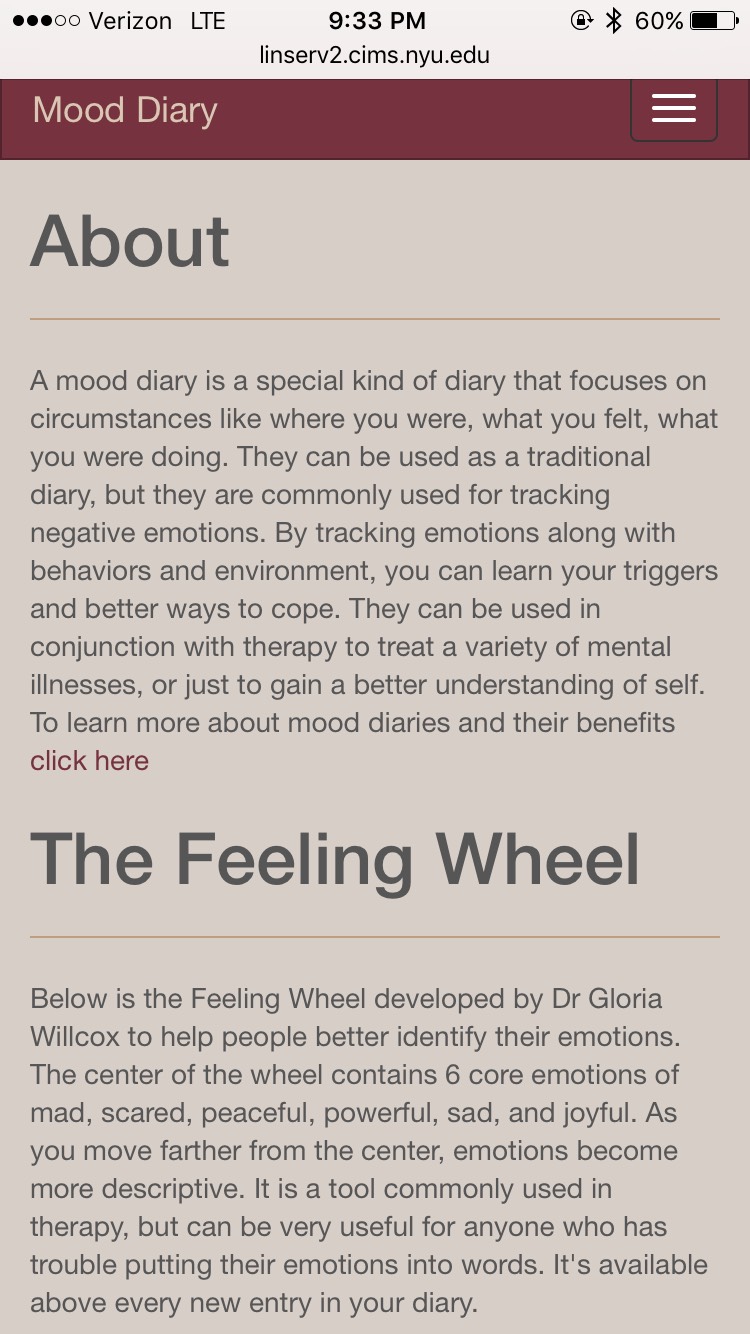 Verizon LTE 9:33 PM 60%
linserv2.cims.nyu.edu
Mood Diary
About
A mood diary is a special kind of diary that focuses on
circumstances like where you were, what you felt, what
you were doing. They can be used as a traditional
diary, but they are commonly used for tracking
negative emotions. By tracking emotions along with
behaviors and environment, you can learn your triggers
and better ways to cope. They can be used in
conjunction with therapy to treat a variety of mental
illnesses, or just to gain a better understanding of self.
To learn more about mood diaries and their benefits
click here
The Feeling Wheel
Below is the Feeling Wheel developed by Dr Gloria
Willcox to help people better identify their emotions.
The center of the wheel contains 6 core emotions of
mad, scared, peaceful, powerful, sad, and joyful. As
you move farther from the center, emotions become
more descriptive. It is a tool commonly used in
therapy, but can be very useful for anyone who has
trouble putting their emotions into words. It's available
above every new entry in your diary.